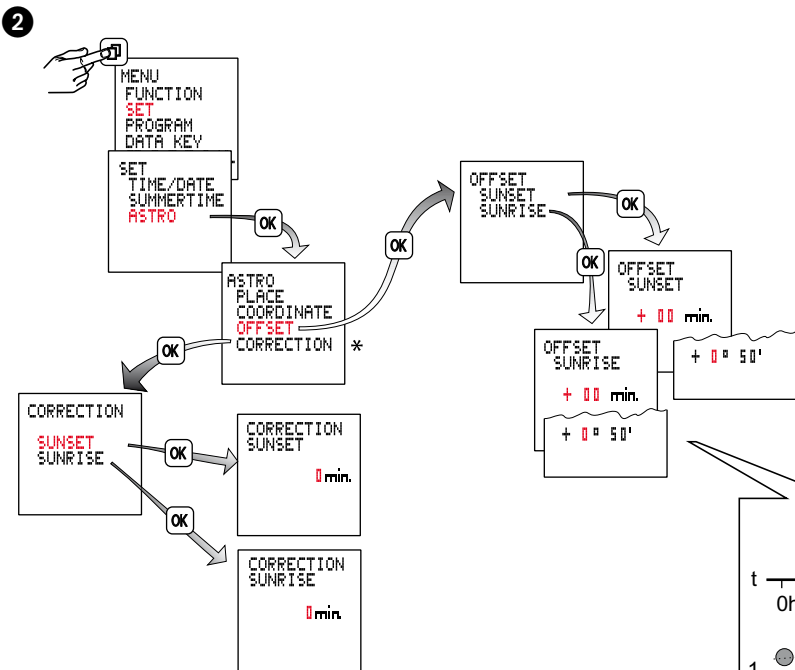 2
MENU
FUNCTION
SET
PROGRAM
DATA KEY
SET
TIME/DATE
SUMMERTIME
ASTRO
OK
ASTRO
PLACE
COORDINATE
OFFSET
CORRECTION *
OK
OK
OFFSET
SUNSET
SUNRISE
OK
OK
OFFSET
SUNSET
+ 00 min.
+ 0° 50'
OFFSET
SUNRISE
+ 00 min.
+ 0° 50'
CORRECTION
SUNSET
SUNRISE
OK
OK
CORRECTION
SUNSET
0 min.
CORRECTION
SUNRISE
0 min.
t
0h
1